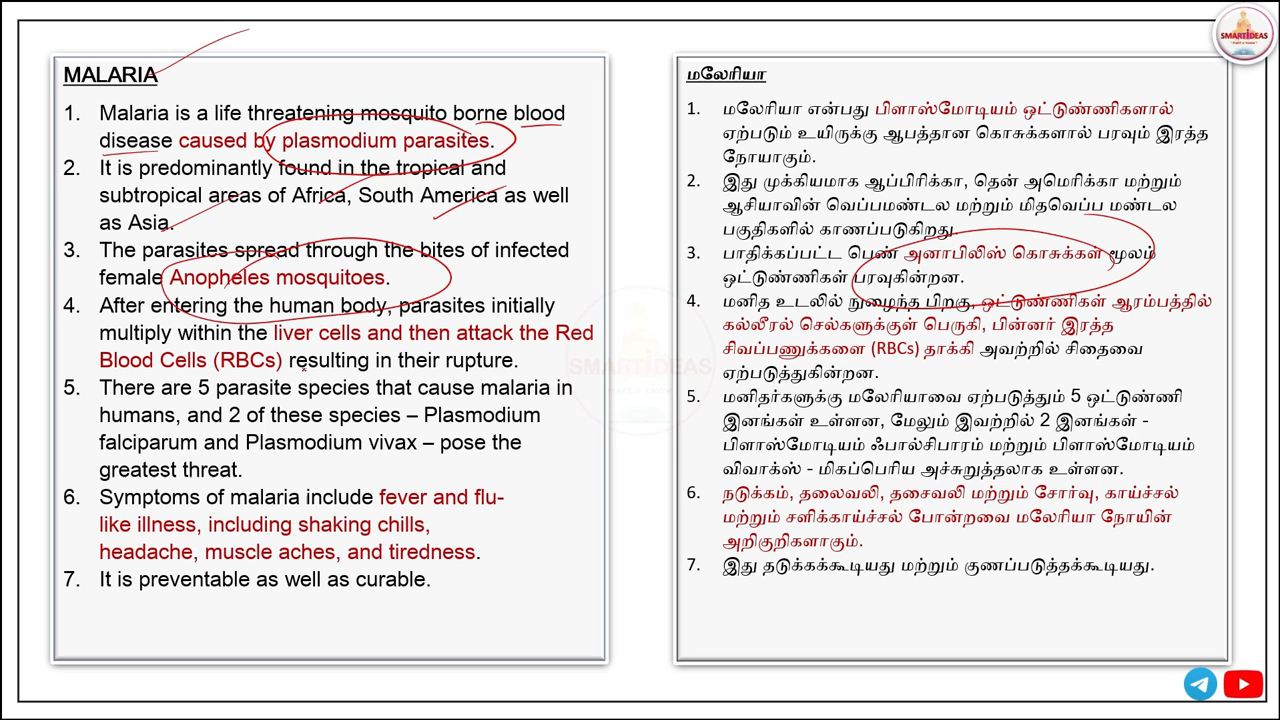 SMARTIDEAS
MALARIA
1. Malaria is a life threatening mosquito borne blood
disease caused by plasmodium parasites.
2. It is predominantly found in the tropical and
subtropical areas of Africa, South America as well
as Asia.
3. The parasites spread through the bites of infected
female Anopheles mosquitoes.
4. After entering the human body, parasites initially
multiply within the liver cells and then attack the Red
Blood Cells (RBCs) resulting in their rupture.
5. There are 5 parasite species that cause malaria in
humans, and 2 of these species – Plasmodium
falciparum and Plasmodium vivax – pose the
greatest threat.
6. Symptoms of malaria include fever and flu-
like illness, including shaking chills,
headache, muscle aches, and tiredness.
7. It is preventable as well as curable.
மலேரியா
1. மலேரியா என்பது பிளாஸ்மோடியம் ஒட்டுண்ணிகளால்
ஏற்படும் உயிருக்கு ஆபத்தான கொசுக்களால் பரவும் இரத்த
நோயாகும்.
2. இது முக்கியமாக ஆப்பிரிக்கா, தென் அமெரிக்கா மற்றும்
ஆசியாவின் வெப்பமண்டல மற்றும் மிதவெப்ப மண்டல
பகுதிகளில் காணப்படுகிறது.
3. பாதிக்கப்பட்ட பெண் அனாபிலிஸ் கொசுக்கள் மூலம்
ஒட்டுண்ணிகள் பரவுகின்றன.
4. மனித உடலில் நுழைந்த பிறகு, ஒட்டுண்ணிகள் ஆரம்பத்தில்
கல்லீரல் செல்களுக்குள் பெருகி, பின்னர் இரத்த
சிவப்பணுக்களை (RBCs) தாக்கி அவற்றில் சிதைவை
ஏற்படுத்துகின்றன.
5. மனிதர்களுக்கு மலேரியாவை ஏற்படுத்தும் 5 ஒட்டுண்ணி
இனங்கள் உள்ளன, மேலும் இவற்றில் 2 இனங்கள் -
பிளாஸ்மோடியம் ஃபால்சிபாரம் மற்றும் பிளாஸ்மோடியம்
விவாக்ஸ் - மிகப்பெரிய அச்சுறுத்தலாக உள்ளன.
6. நடுக்கம், தலைவலி, தசைவலி மற்றும் சோர்வு, காய்ச்சல்
மற்றும் சளிக்காய்ச்சல் போன்றவை மலேரியா நோயின்
அறிகுறிகளாகும்.
7. இது தடுக்கக்கூடியது மற்றும் குணப்படுத்தக்கூடியது.
SMARTIDEAS